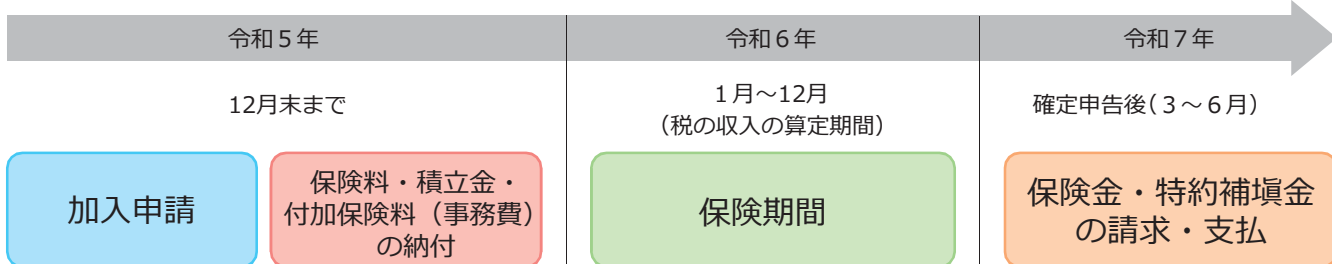 令和５年
令和６年
令和７年
12月末まで
１月～12月
（税の収入の算定期間）
確定申告後（３～６月）
加入申請
保険料・積立金・
付加保険料（事務費）
の納付
保険期間
保険金・特約補塡金
の請求・支払